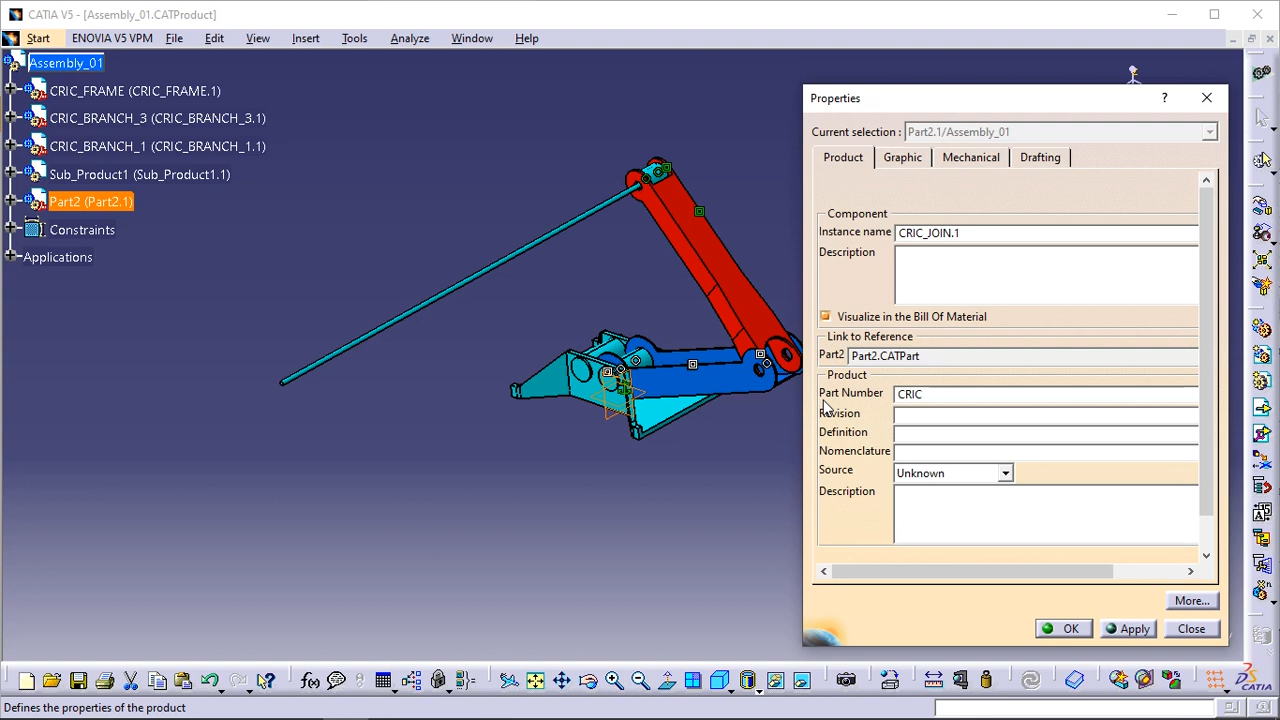 CATIA V5 - [Assembly_01.CATProduct]
Start ENOVIA V5 VPM File Edit View Insert Tools Analyze Window Help
Assembly_01
CRIC_FRAME (CRIC_FRAME.1)
CRIC_BRANCH_3 (CRIC_BRANCH_3.1)
CRIC_BRANCH_1 (CRIC_BRANCH_1.1)
Sub_Product1 (Sub_Product1.1)
Part2 (Part2.1)
Constraints
Applications
Properties ?
Current selection : Part2.1/Assembly_01
Product Graphic Mechanical Drafting
Component
Instance name CRIC_JOIN.1
Description
Visualize in the Bill Of Material
Link to Reference
Part2 Part2.CATPart
Product
Part Number CRIC
Revision
Definition
Nomenclature
Source Unknown
Description
More...
OK Apply Close
f(x)
DS CATIA
Defines the properties of the product